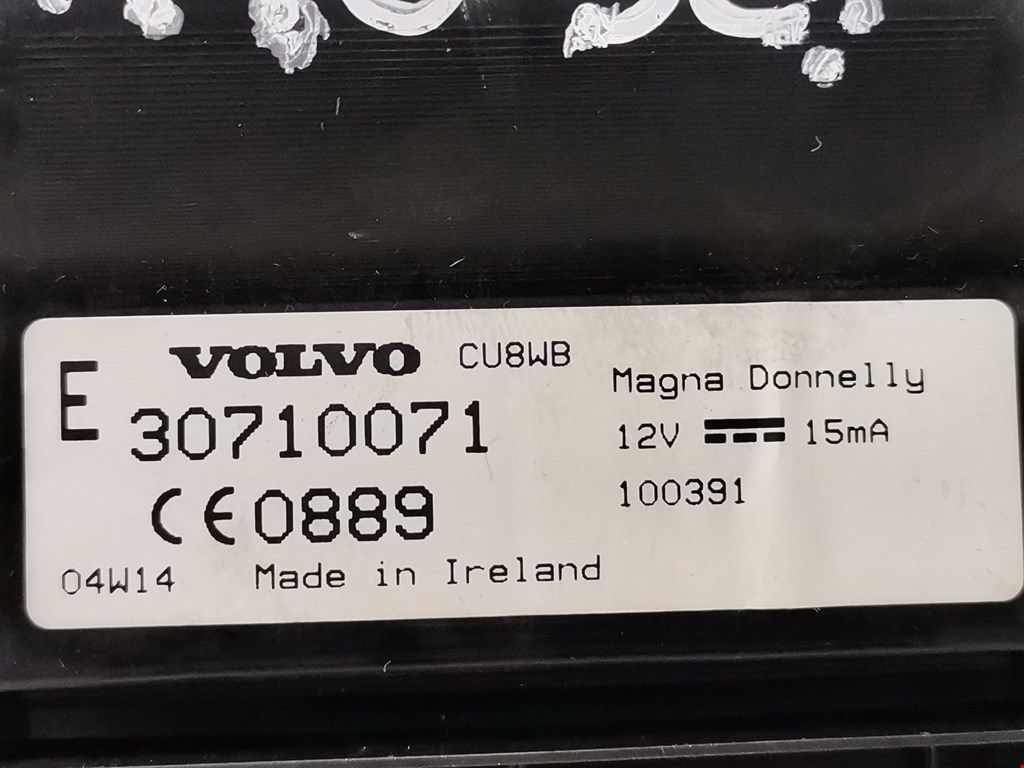 VOLVO CU8WB
E
30710071
CE0889
04W14 Made in Ireland
Magna Donnelly
12V 15mA
100391